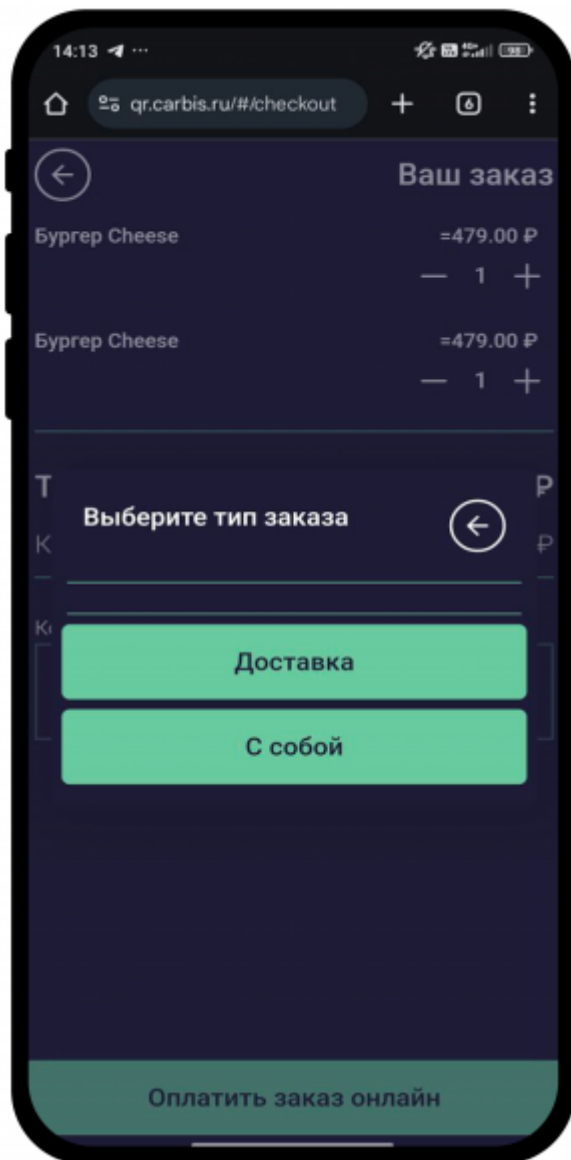 14:13
98
qr.carbis.ru/#/checkout
6
Ваш заказ
Бургер Cheese =479.00 ₽
1
Бургер Cheese =479.00 ₽
1
Т ₽
Выберите тип заказа
К ₽
Доставка
С собой
Оплатить заказ онлайн